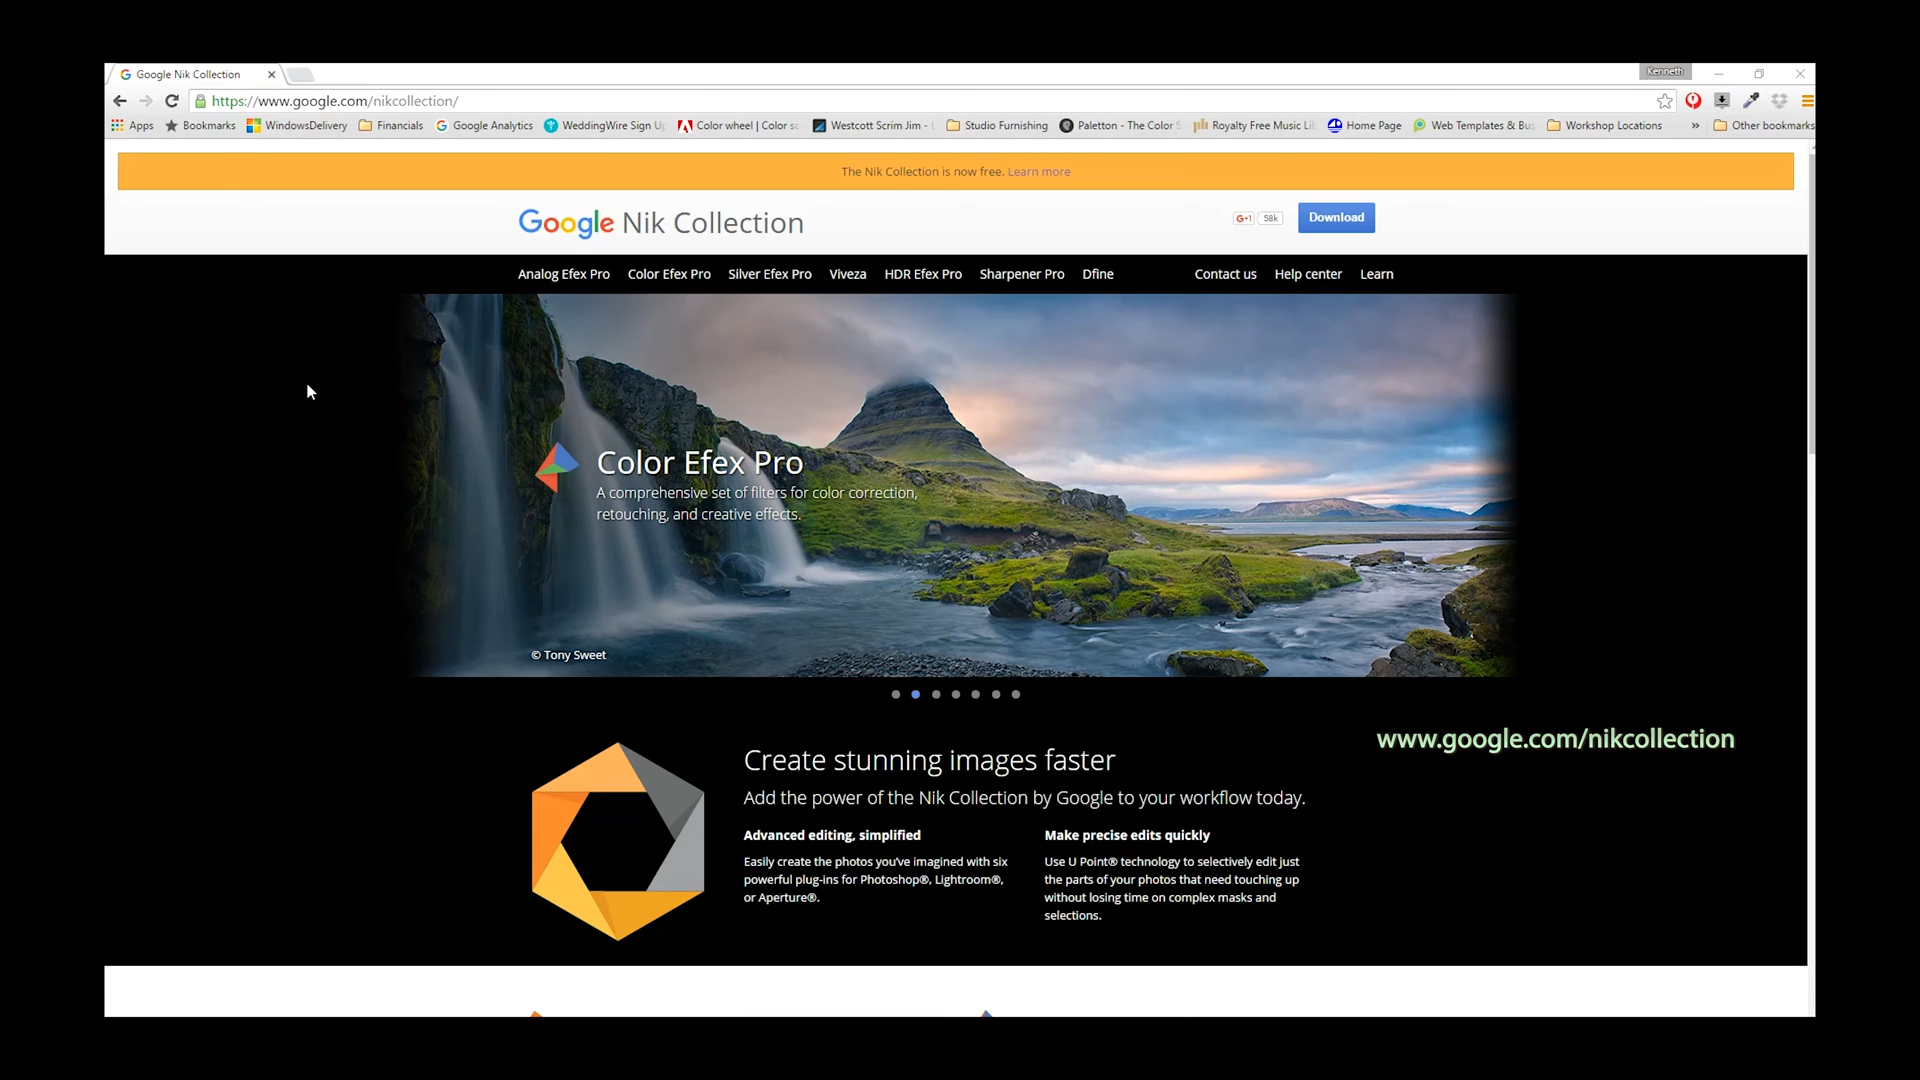 Google Nik Collection
Kenneth
https://www.google.com/nikcollection/
Apps
Bookmarks
WindowsDelivery
Financials
Google Analytics
WeddingWire Sign
Color wheel | Color
Westcott Scrim Jim -
Studio Furnishing
Paletton - The Color
Royalty Free Music
Home Page
Web Templates &
Workshop Locations
»
Other bookmarks
The Nik Collection is now free. Learn more
Google Nik Collection
G+1
58k
Download
Analog Efex Pro
Color Efex Pro
Silver Efex Pro
Viveza
HDR Efex Pro
Sharpener Pro
Dfine
Contact us
Help center
Learn
Color Efex Pro
A comprehensive set of filters for color correction,
retouching, and creative effects.
© Tony Sweet
www.google.com/nikcollection
Create stunning images faster
Add the power of the Nik Collection by Google to your workflow today.
Advanced editing, simplified
Easily create the photos you've imagined with six
powerful plug-ins for Photoshop®, Lightroom®,
or Aperture®.
Make precise edits quickly
Use U Point® technology to selectively edit just
the parts of your photos that need touching up
without losing time on complex masks and
selections.